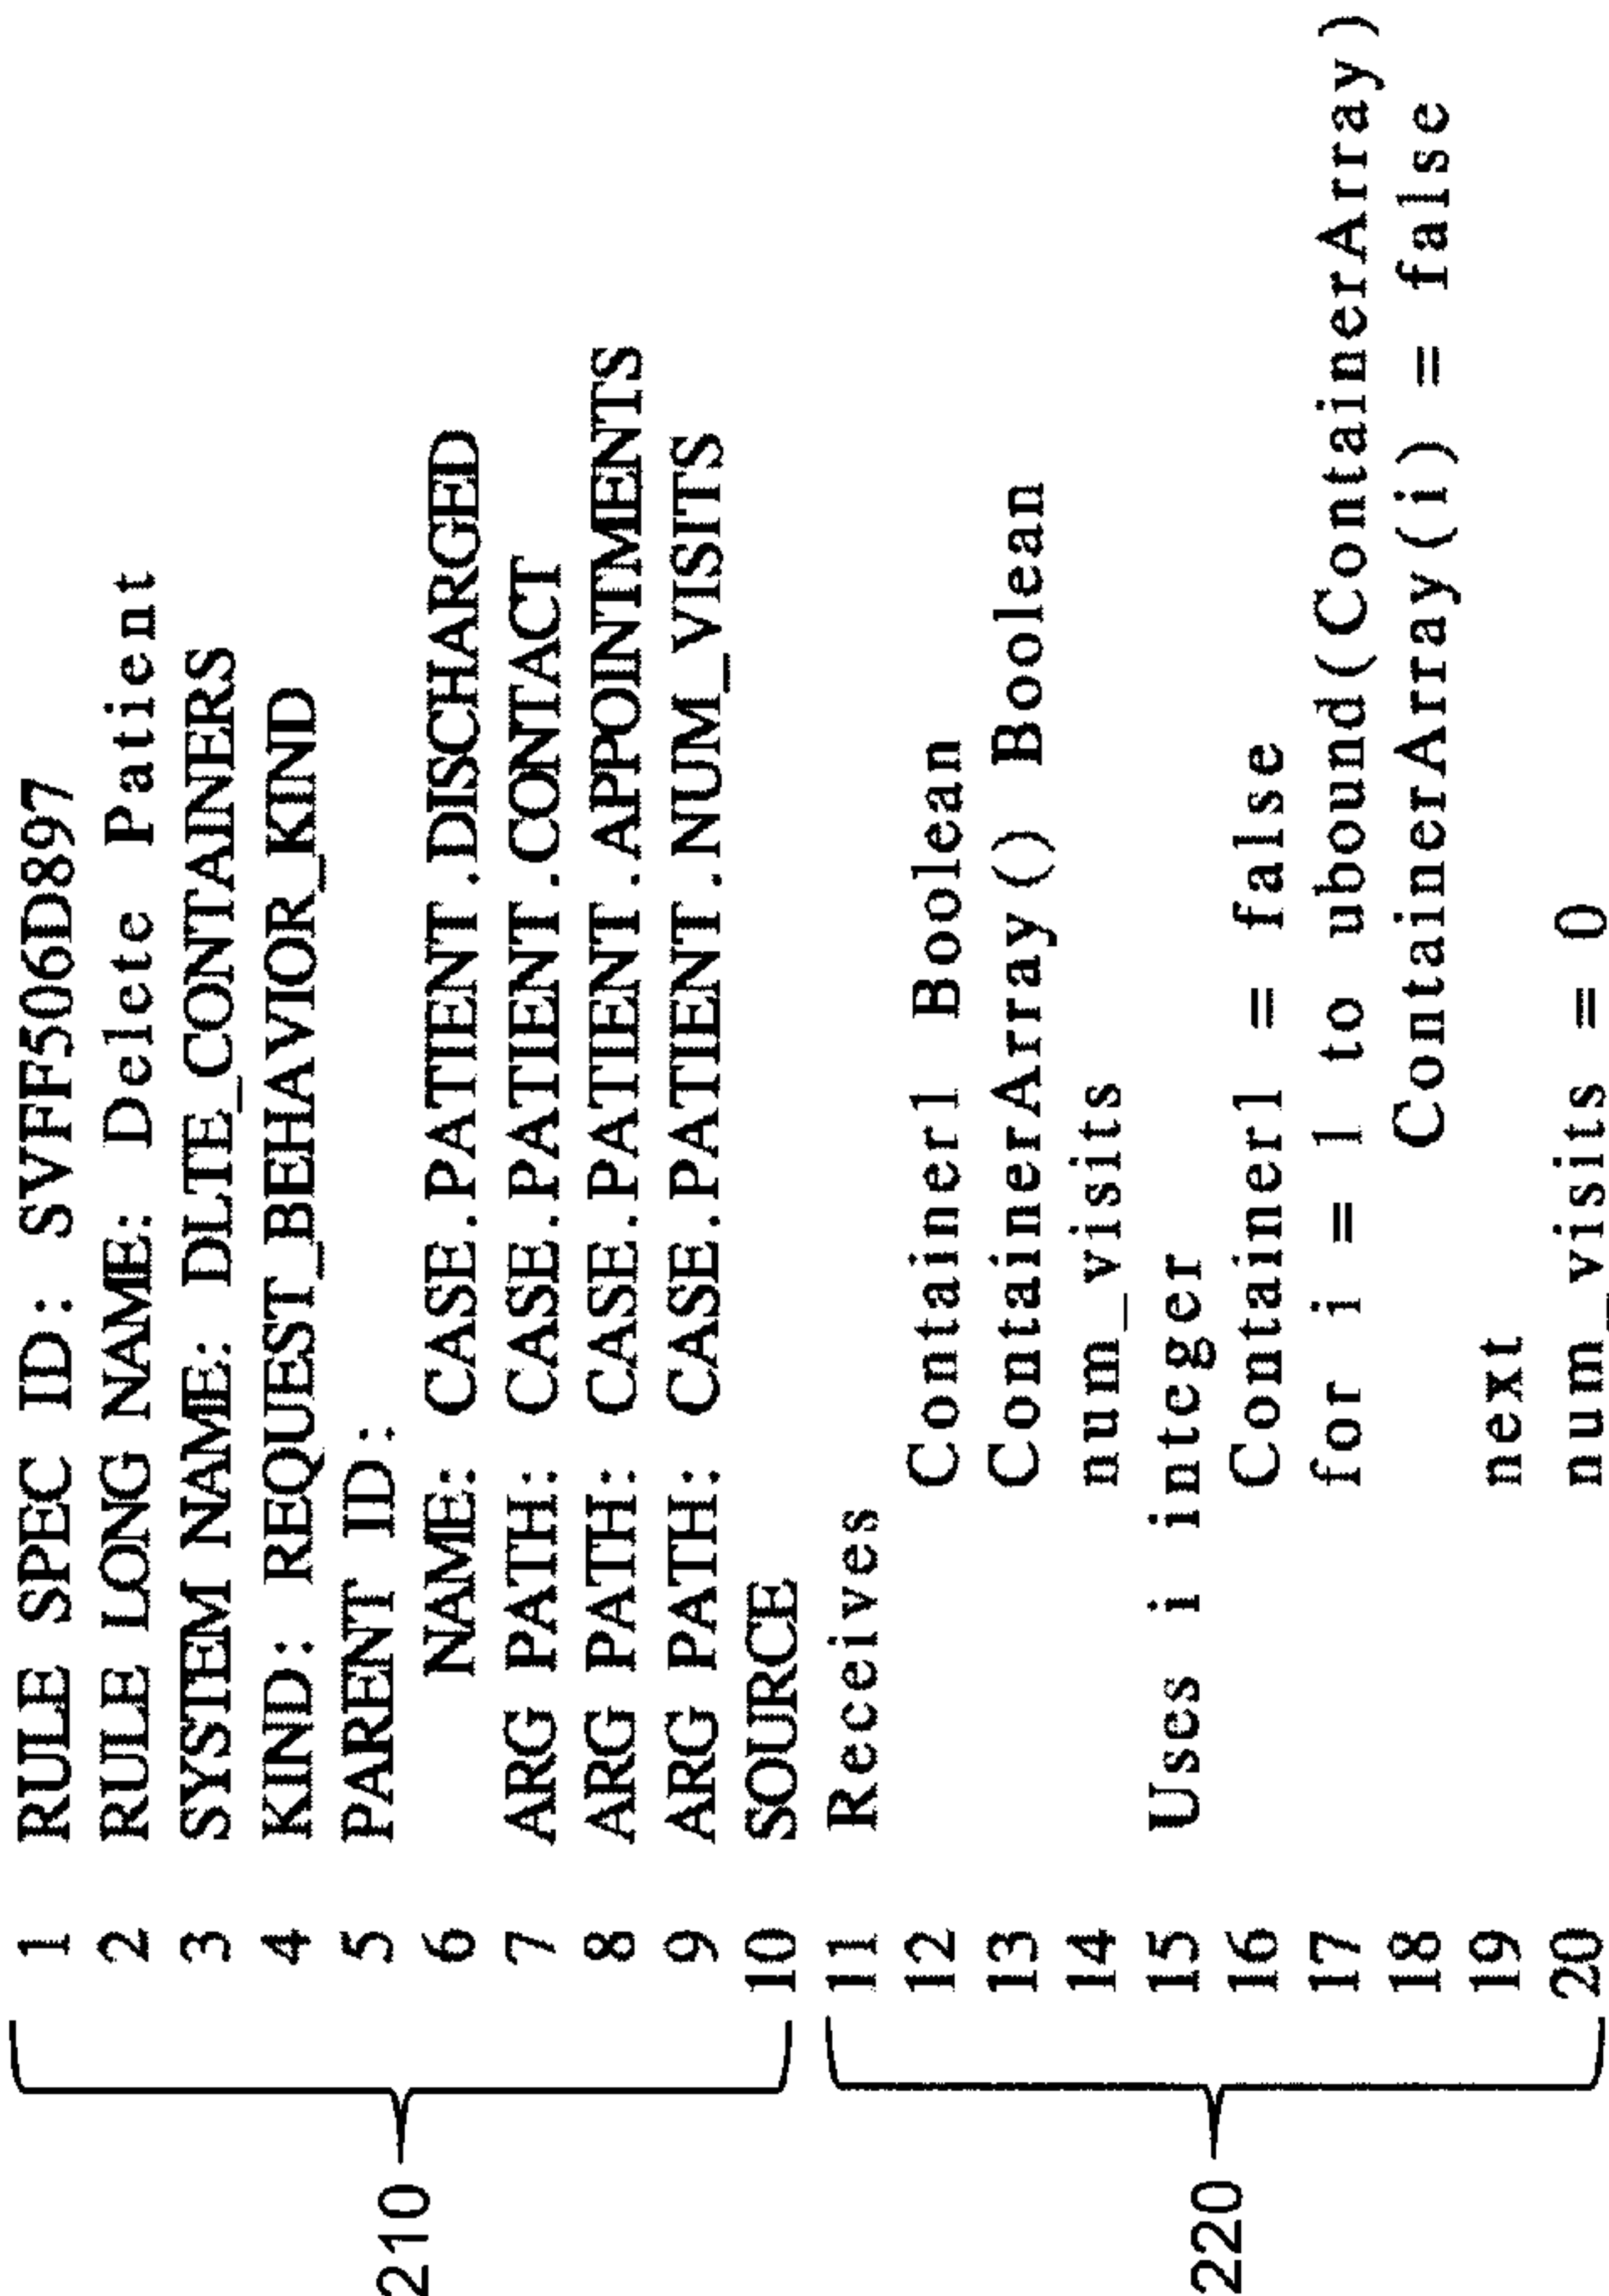 1 RULE SPEC ID: SVFF506D897
2 RULE LONG NAME: Delete Patient
3 SYSTEM NAME: DLTE_CONTAINERS
4 KIND: REQUEST_BEHAVIOR_KIND
5 PARENT ID:
6 NAME: CASE.PATIENT.DISCHARGED
7 ARG PATH: CASE.PATIENT.CONTACT
8 ARG PATH: CASE.PATIENT.APPOINTMENTS
9 ARG PATH: CASE.PATIENT.NUM_VISITS
10 SOURCE
210
11 Receives
12 Container1 Boolean
13 ContainerArray() Boolean
14 num_visits
15 Uses i integer
16 Container1 = false
17 for i = 1 to ubound(ContainerArray)
18 ContainerArray(i) = false
19 next
20 num_visits = 0
220